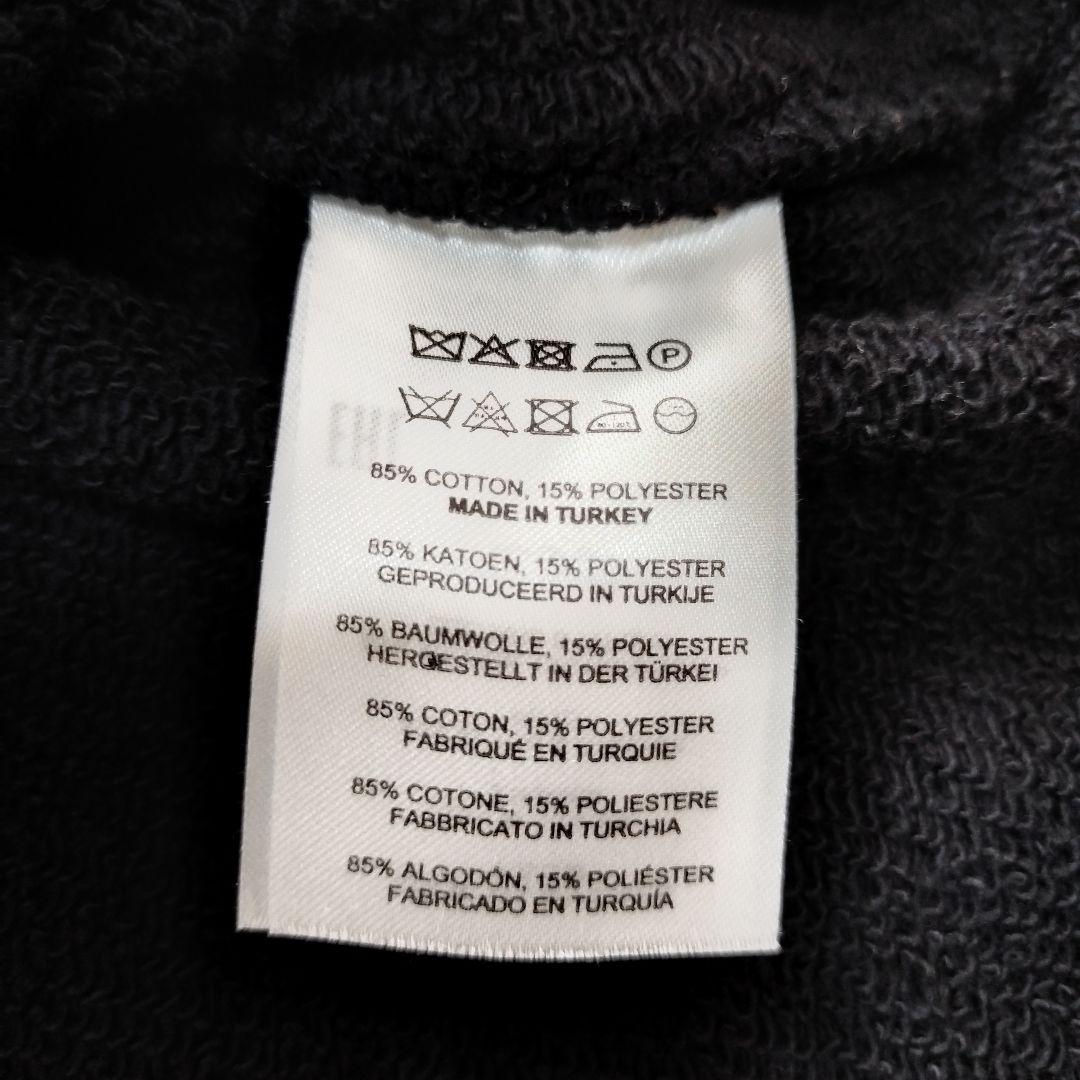 P
85% COTTON, 15% POLYESTER
MADE IN TURKEY
85% KATOEN, 15% POLYESTER
GEPRODUCEERD IN TURKIJE
85% BAUMWOLLE, 15% POLYESTER
HERGESTELLT IN DER TÜRKEI
85% COTON, 15% POLYESTER
FABRIQUÉ EN TURQUIE
85% COTONE, 15% POLIESTERE
FABBRICATO IN TURCHIA
85% ALGODÓN, 15% POLIÉSTER
FABRICADO EN TURQUÍA